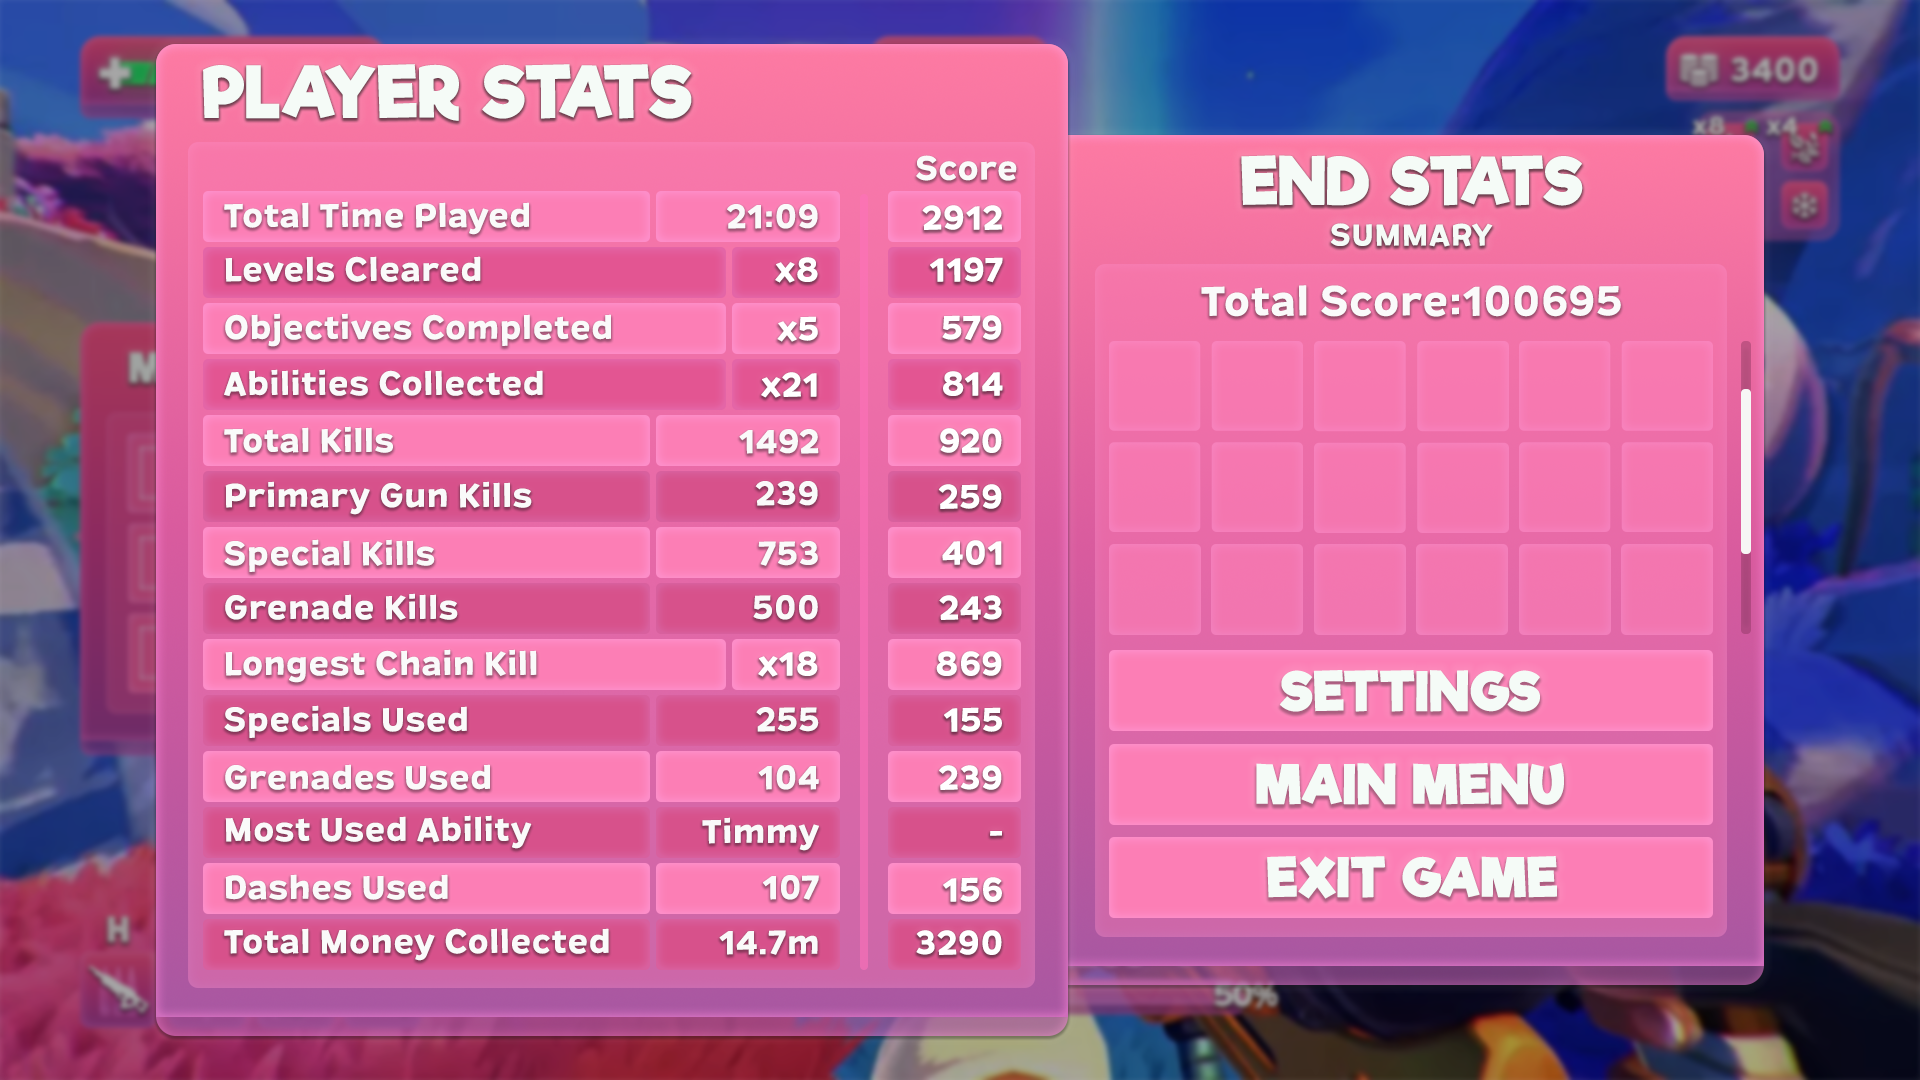 PLAYER STATS
Score
Total Time Played 21:09 2912
Levels Cleared x8 1197
Objectives Completed x5 579
Abilities Collected x21 814
Total Kills 1492 920
Primary Gun Kills 239 259
Special Kills 753 401
Grenade Kills 500 243
Longest Chain Kill x18 869
Specials Used 255 155
Grenades Used 104 239
Most Used Ability Timmy -
Dashes Used 107 156
Total Money Collected 14.7m 3290
3400
x8 x4
END STATS
SUMMARY
Total Score:100695
SETTINGS
MAIN MENU
EXIT GAME
M
H
50%